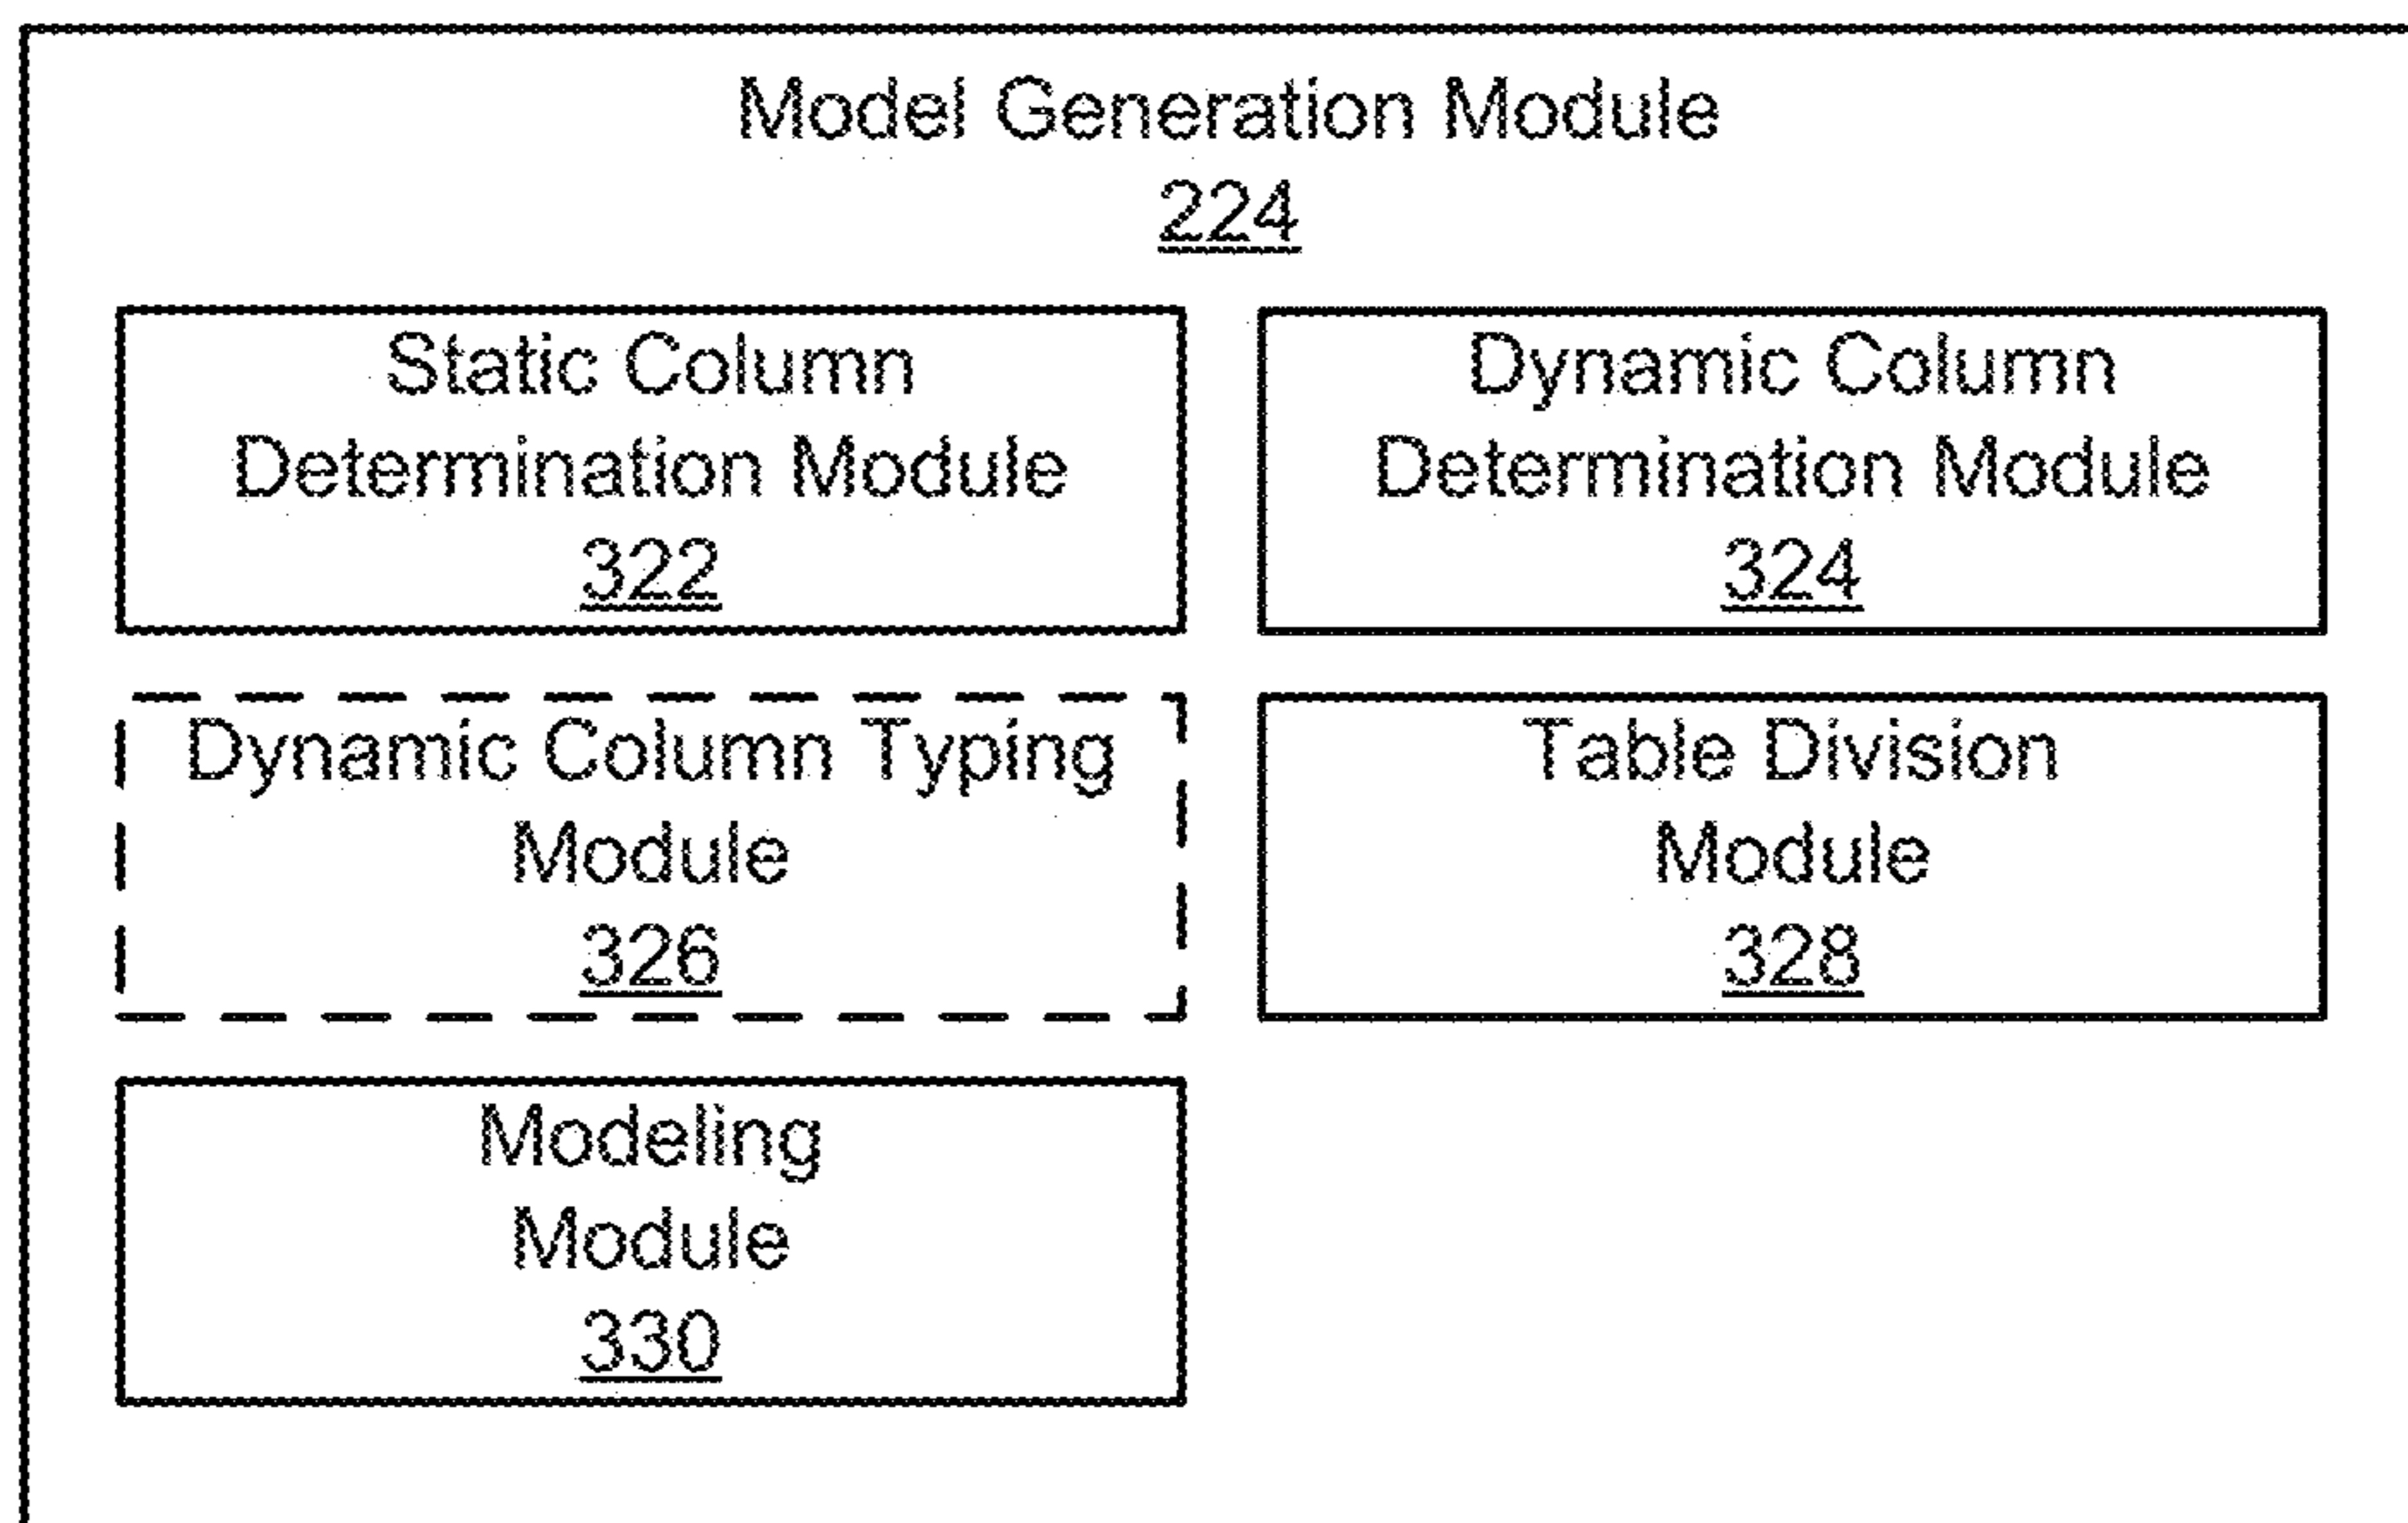 Model Generation Module
224
Static Column
Determination Module
322
Dynamic Column
Determination Module
324
Dynamic Column Typing
Module
326
Table Division
Module
328
Modeling
Module
330